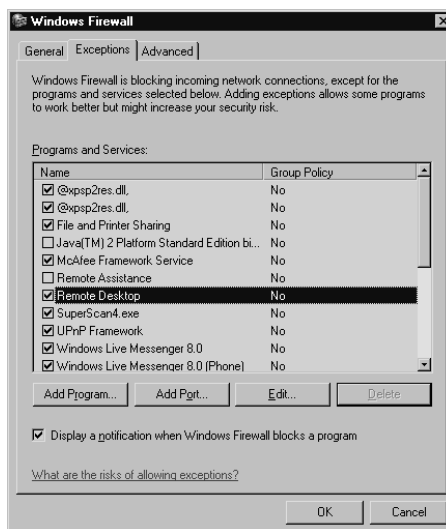 Windows Firewall
General Exceptions Advanced
Windows Firewall is blocking incoming network connections, except for the
programs and services selected below. Adding exceptions allows some programs
to work better but might increase your security risk.
Programs and Services:
Name Group Policy
@xpsp2res.dll, No
@xpsp2res.dll, No
File and Printer Sharing No
Java(TM) 2 Platform Standard Edition bi... No
McAfee Framework Service No
Remote Assistance No
Remote Desktop No
SuperScan4.exe No
UPnP Framework No
Windows Live Messenger 8.0 No
Windows Live Messenger 8.0 (Phone) No
Add Program... Add Port... Edit... Delete
Display a notification when Windows Firewall blocks a program
What are the risks of allowing exceptions?
OK Cancel